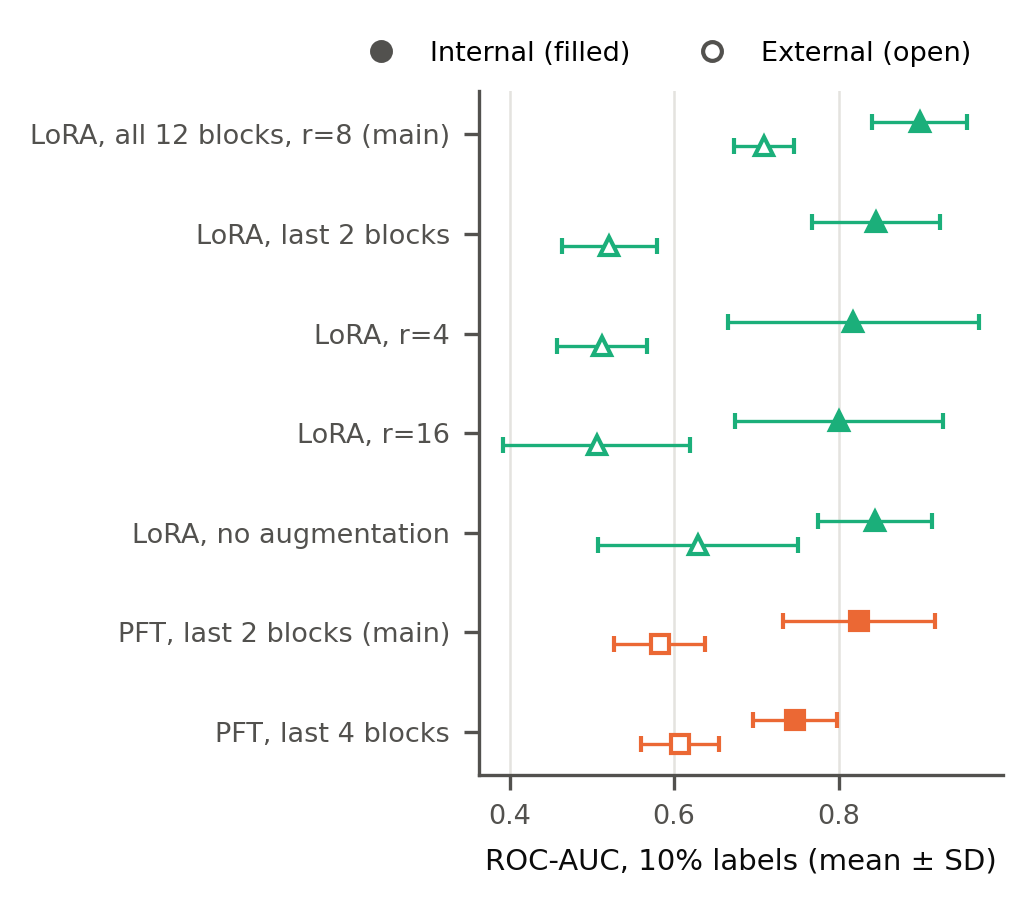 Internal (filled) External (open)
LoRA, all 12 blocks, r=8 (main)
LoRA, last 2 blocks
LoRA, r=4
LoRA, r=16
LoRA, no augmentation
PFT, last 2 blocks (main)
PFT, last 4 blocks
0.4 0.6 0.8
ROC-AUC, 10% labels (mean ± SD)